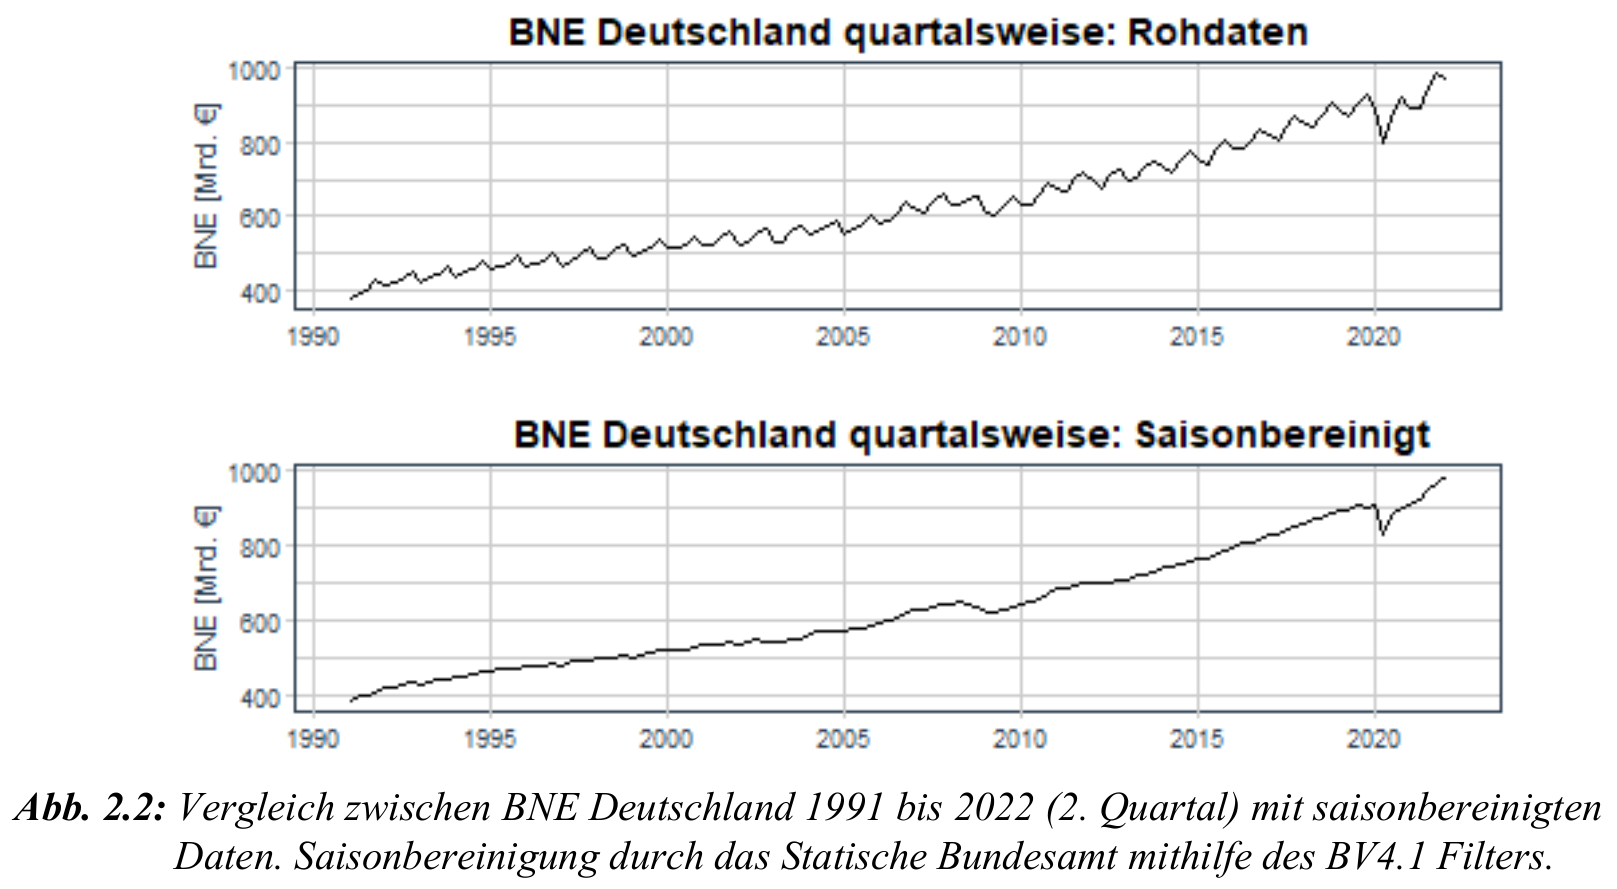 BNE Deutschland quartalsweise: Rohdaten
BNE [Mrd. €]
1000
800
600
400
1990 1995 2000 2005 2010 2015 2020
BNE Deutschland quartalsweise: Saisonbereinigt
BNE [Mrd. €]
1000
800
600
400
1990 1995 2000 2005 2010 2015 2020
Abb. 2.2: Vergleich zwischen BNE Deutschland 1991 bis 2022 (2. Quartal) mit saisonbereinigten
Daten. Saisonbereinigung durch das Statische Bundesamt mithilfe des BV4.1 Filters.